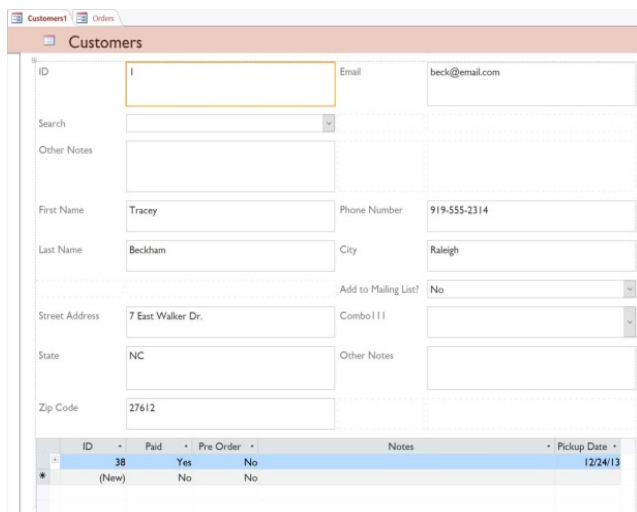 Customers1 Orders
Customers
ID 1 Email beck@email.com
Search
Other Notes
First Name Tracey Phone Number 919-555-2314
Last Name Beckham City Raleigh
Add to Mailing List? No
Street Address 7 East Walker Dr. Combo111
State NC Other Notes
Zip Code 27612
ID Paid Pre Order Notes Pickup Date
38 Yes No 12/24/13
* (New) No No